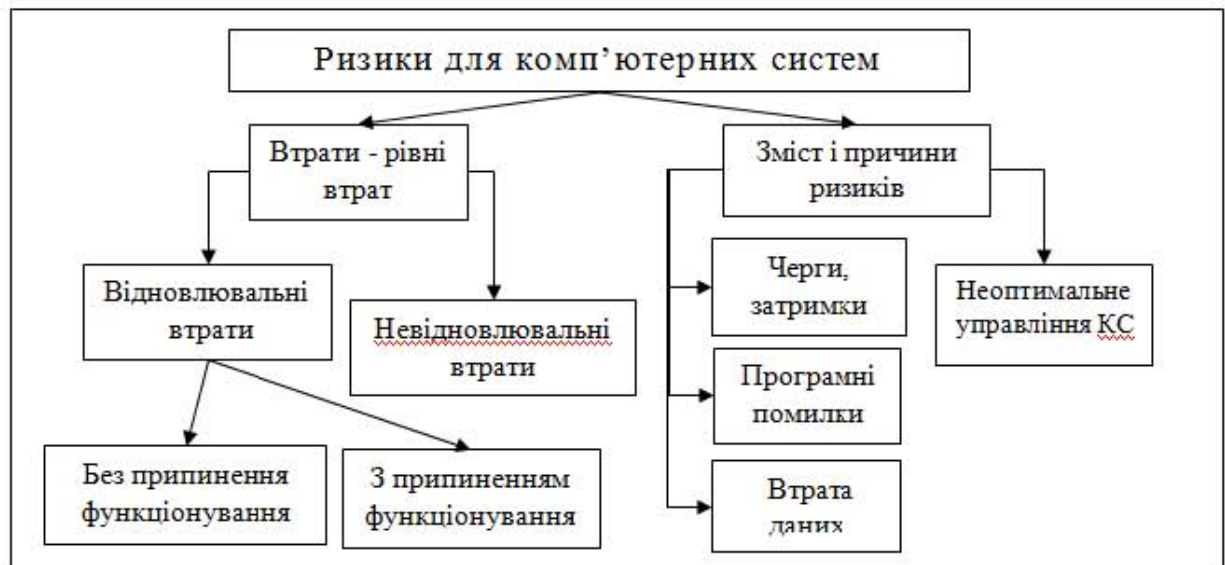 Ризики для комп’ютерних систем
Втрати - рівні
втрат
Зміст і причини
ризиків
Відновлювальні
втрати
Невідновлювальні
втрати
Черги,
затримки
Неоптимальне
управління КС
Програмні
помилки
Без припинення
функціонування
З припиненням
функціонування
Втрата
даних